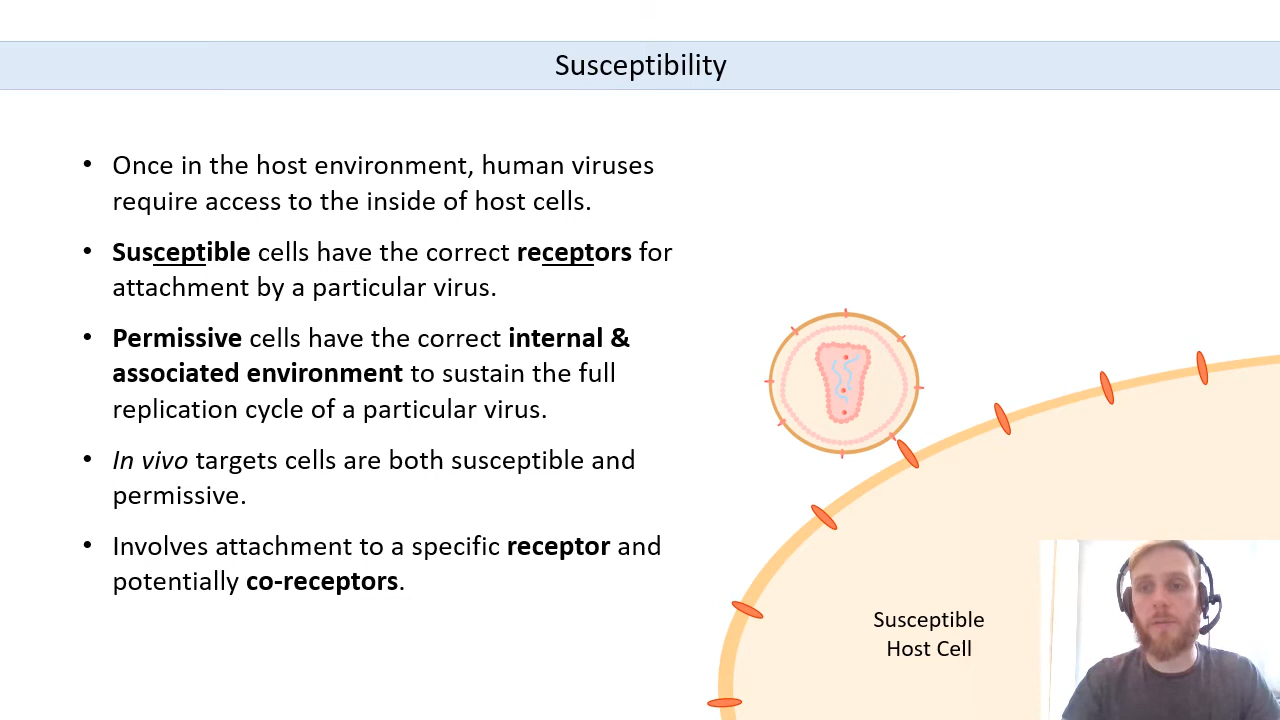 Susceptibility
• Once in the host environment, human viruses
require access to the inside of host cells.
• Susceptible cells have the correct receptors for
attachment by a particular virus.
• Permissive cells have the correct internal &
associated environment to sustain the full
replication cycle of a particular virus.
• In vivo targets cells are both susceptible and
permissive.
• Involves attachment to a specific receptor and
potentially co-receptors.
Susceptible
Host Cell